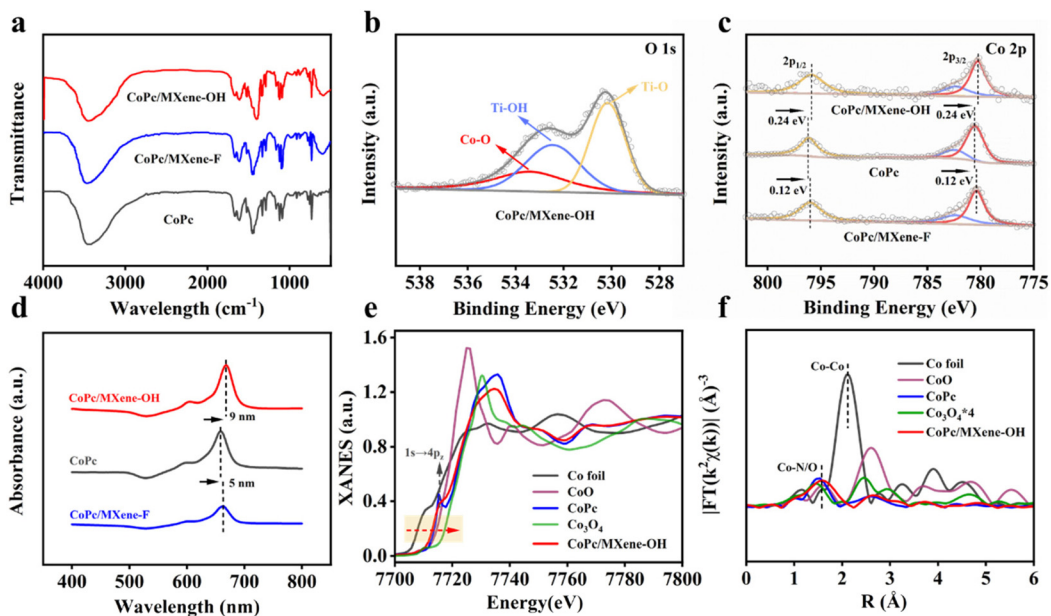 a
Transmittance
CoPc/MXene-OH
CoPc/MXene-F
CoPc
4000 3000 2000 1000
Wavelength (cm⁻¹)
b
Intensity (a.u.)
O 1s
Ti-O
Ti-OH
Co-O
CoPc/MXene-OH
538 536 534 532 530 528
Binding Energy (eV)
c
Intensity (a.u.)
Co 2p
2p1/2
2p3/2
CoPc/MXene-OH
0.24 eV
0.24 eV
CoPc
0.12 eV
0.12 eV
CoPc/MXene-F
800 795 790 785 780 775
Binding Energy (eV)
d
Absorbance (a.u.)
CoPc/MXene-OH
9 nm
CoPc
5 nm
CoPc/MXene-F
400 500 600 700 800
Wavelength (nm)
e
XANES (a.u.)
1.8
1.2
0.6
0.0
1s→4pz
Co foil
CoO
CoPc
Co₃O₄
CoPc/MXene-OH
7700 7720 7740 7760 7780 7800
Energy(eV)
f
|FT(k²χ(k))| (Å)⁻³
Co-Co
Co-N/O
Co foil
CoO
CoPc
Co₃O₄*4
CoPc/MXene-OH
0 1 2 3 4 5 6
R (Å)